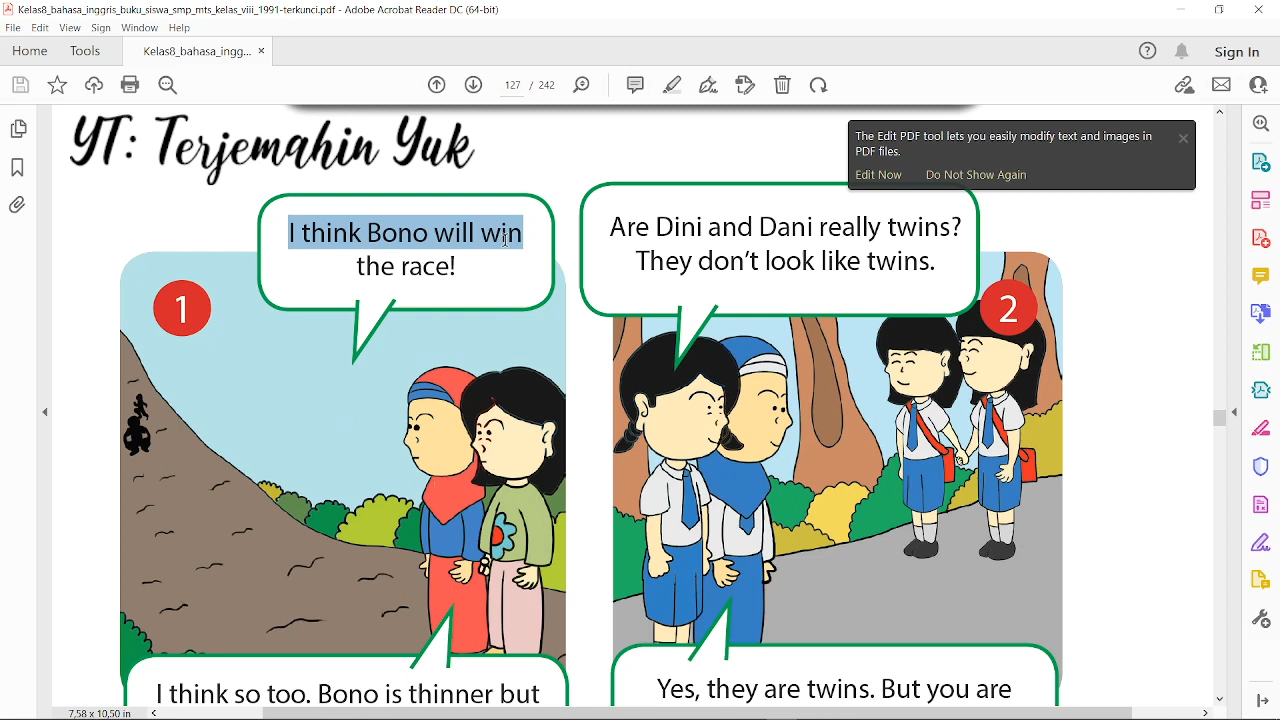 Kelas8_bahasa_inggris_buku_siswa_smp_mts_kelas_viii_1991-terkunci.pdf - Adobe Acrobat Reader DC (64-bit)
File Edit View Sign Window Help
Home Tools Kelas8_bahasa_ingg... × Sign In
127 / 242
YT: Terjemahin Yuk
The Edit PDF tool lets you easily modify text and images in
PDF files.
Edit Now Do Not Show Again
I think Bono will win
the race!
Are Dini and Dani really twins?
They don't look like twins.
1
2
I think so too. Bono is thinner but
Yes, they are twins. But you are
7,58 x 10,50 in